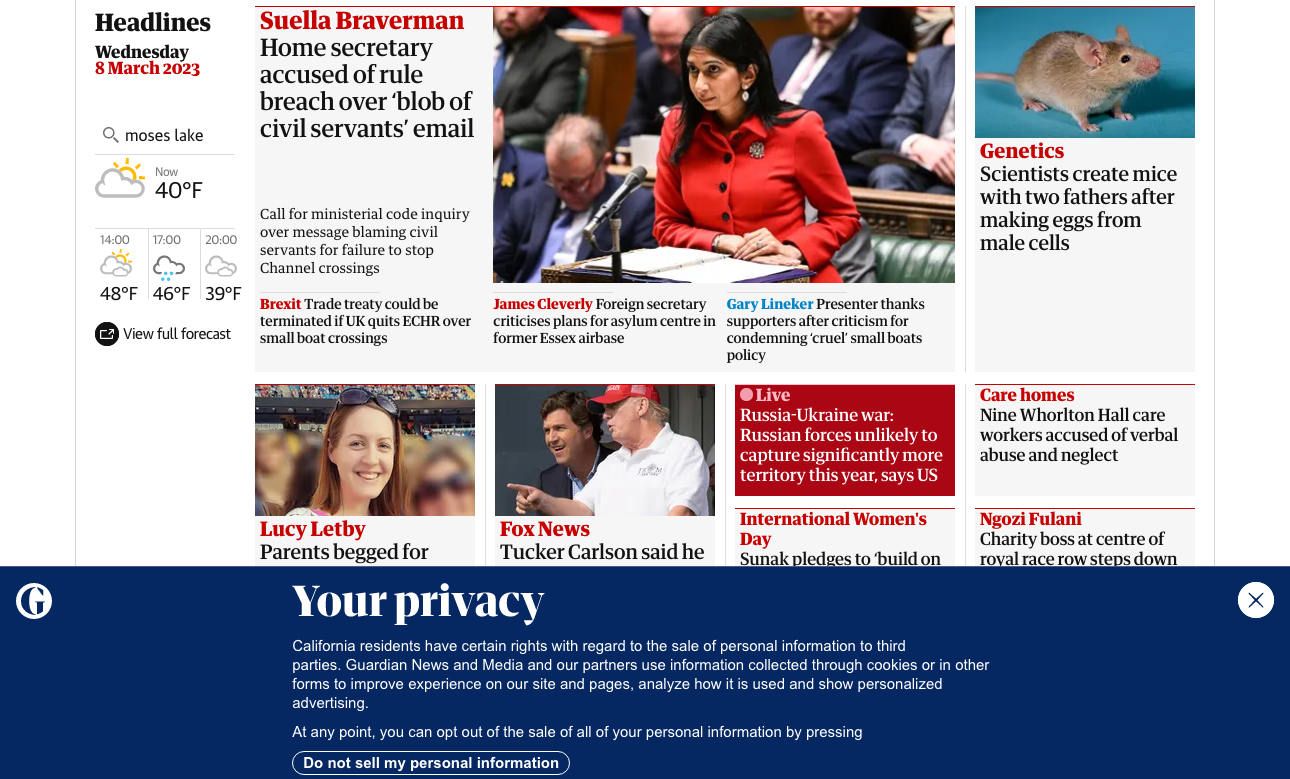 Headlines
Wednesday
8 March 2023
moses lake
Now
40°F
14:00
17:00
20:00
48°F
46°F
39°F
View full forecast
Suella Braverman
Home secretary
accused of rule
breach over ‘blob of
civil servants’ email
Call for ministerial code inquiry
over message blaming civil
servants for failure to stop
Channel crossings
Brexit Trade treaty could be
terminated if UK quits ECHR over
small boat crossings
James Cleverly Foreign secretary
criticises plans for asylum centre in
former Essex airbase
Gary Lineker Presenter thanks
supporters after criticism for
condemning ‘cruel’ small boats
policy
Genetics
Scientists create mice
with two fathers after
making eggs from
male cells
Lucy Letby
Parents begged for
Fox News
Tucker Carlson said he
Live
Russia-Ukraine war:
Russian forces unlikely to
capture significantly more
territory this year, says US
International Women's
Day
Sunak pledges to ‘build on
Care homes
Nine Whorlton Hall care
workers accused of verbal
abuse and neglect
Ngozi Fulani
Charity boss at centre of
royal race row steps down
G
Your privacy
California residents have certain rights with regard to the sale of personal information to third
parties. Guardian News and Media and our partners use information collected through cookies or in other
forms to improve experience on our site and pages, analyze how it is used and show personalized
advertising.
At any point, you can opt out of the sale of all of your personal information by pressing
Do not sell my personal information